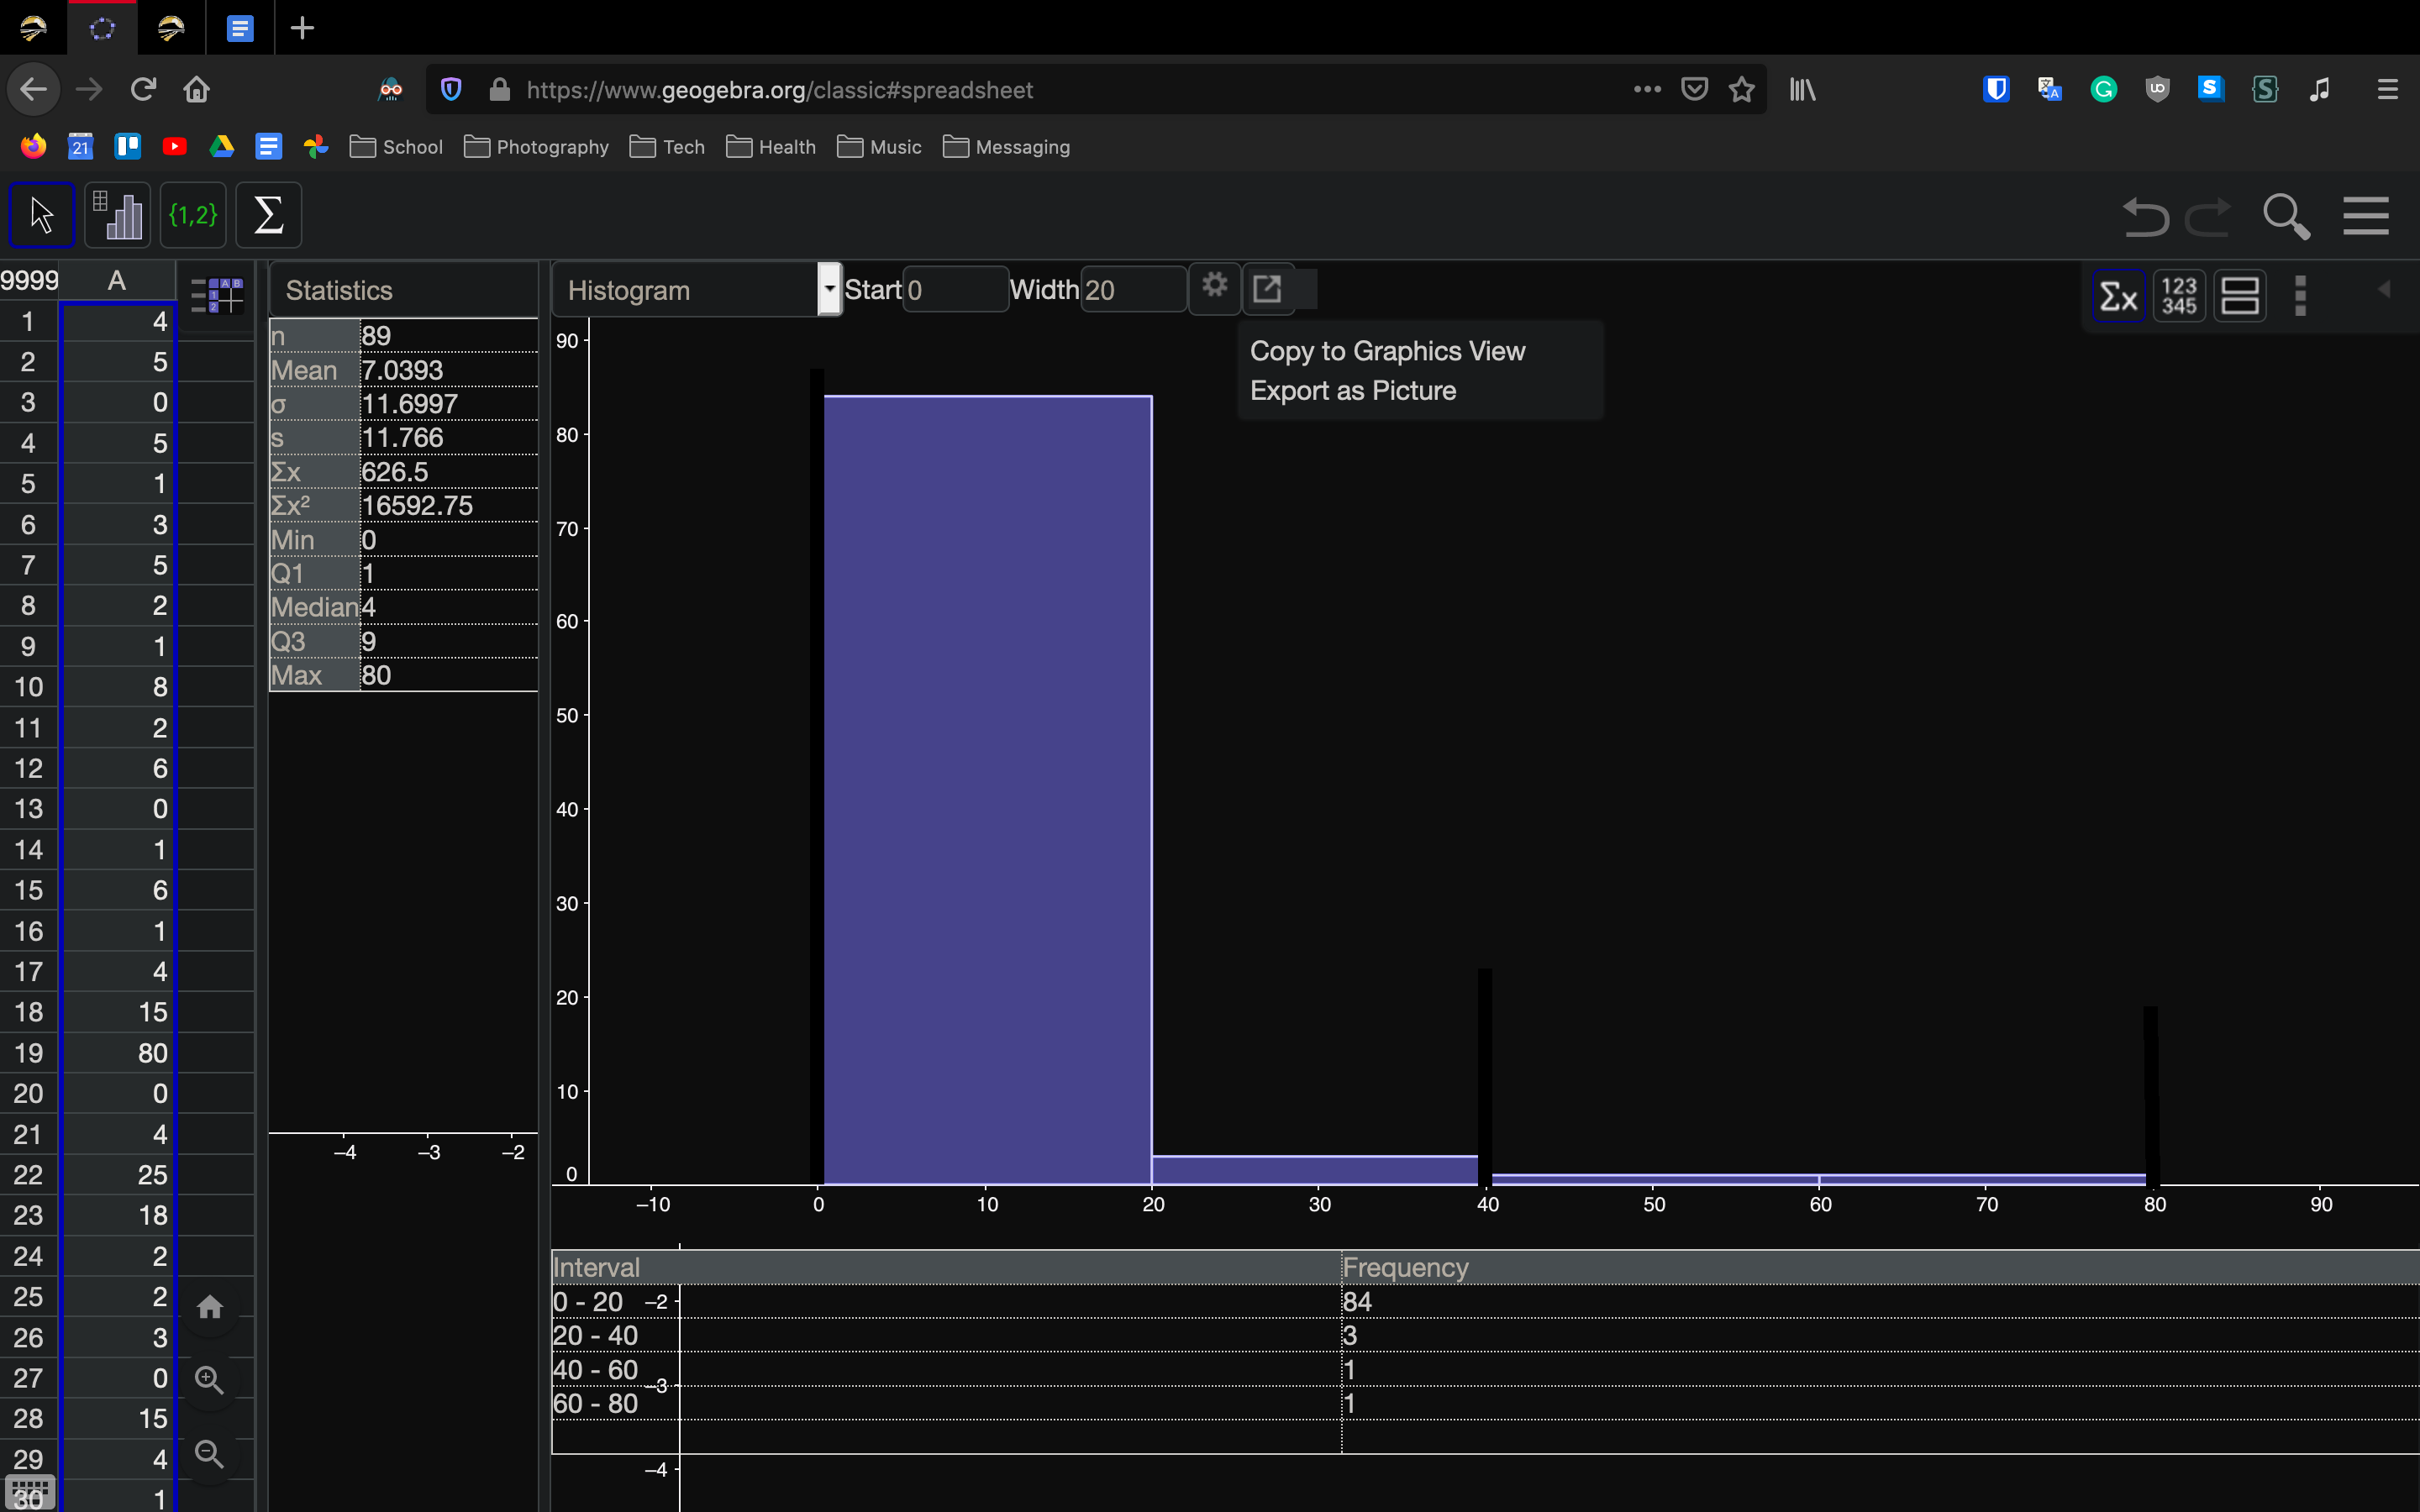 https://www.geogebra.org/classic#spreadsheet
21
School
Photography
Tech
Health
Music
Messaging
{1,2}
Σ
9999
A
1 4
2 5
3 0
4 5
5 1
6 3
7 5
8 2
9 1
10 8
11 2
12 6
13 0
14 1
15 6
16 1
17 4
18 15
19 80
20 0
21 4
22 25
23 18
24 2
25 2
26 3
27 0
28 15
29 4
30 1
Statistics
n 89
Mean 7.0393
σ 11.6997
s 11.766
Σx 626.5
Σx² 16592.75
Min 0
Q1 1
Median 4
Q3 9
Max 80
–4 –3 –2
Histogram
Start 0
Width 20
Σx
123
345
Copy to Graphics View
Export as Picture
90
80
70
60
50
40
30
20
10
0
–10 0 10 20 30 40 50 60 70 80 90
Interval Frequency
0 - 20 84
20 - 40 3
40 - 60 1
60 - 80 1
–2
–3
–4